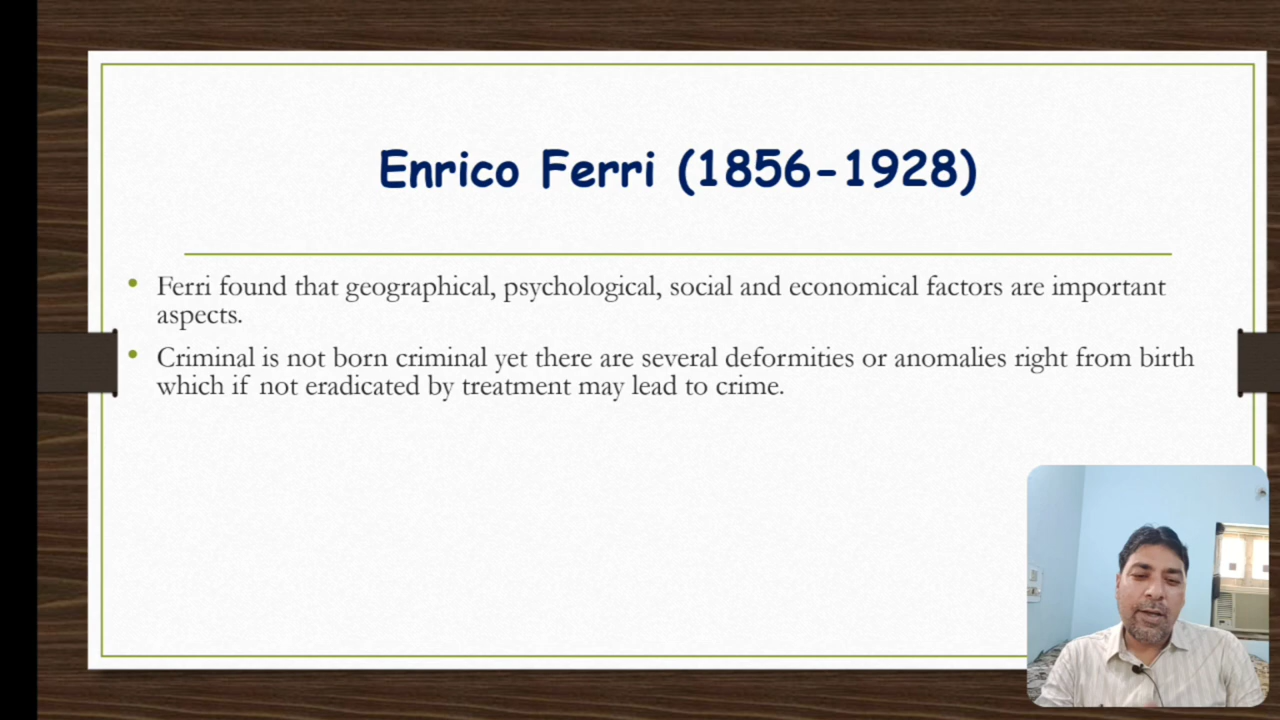 Enrico Ferri (1856-1928)
Ferri found that geographical, psychological, social and economical factors are important
aspects.
Criminal is not born criminal yet there are several deformities or anomalies right from birth
which if not eradicated by treatment may lead to crime.